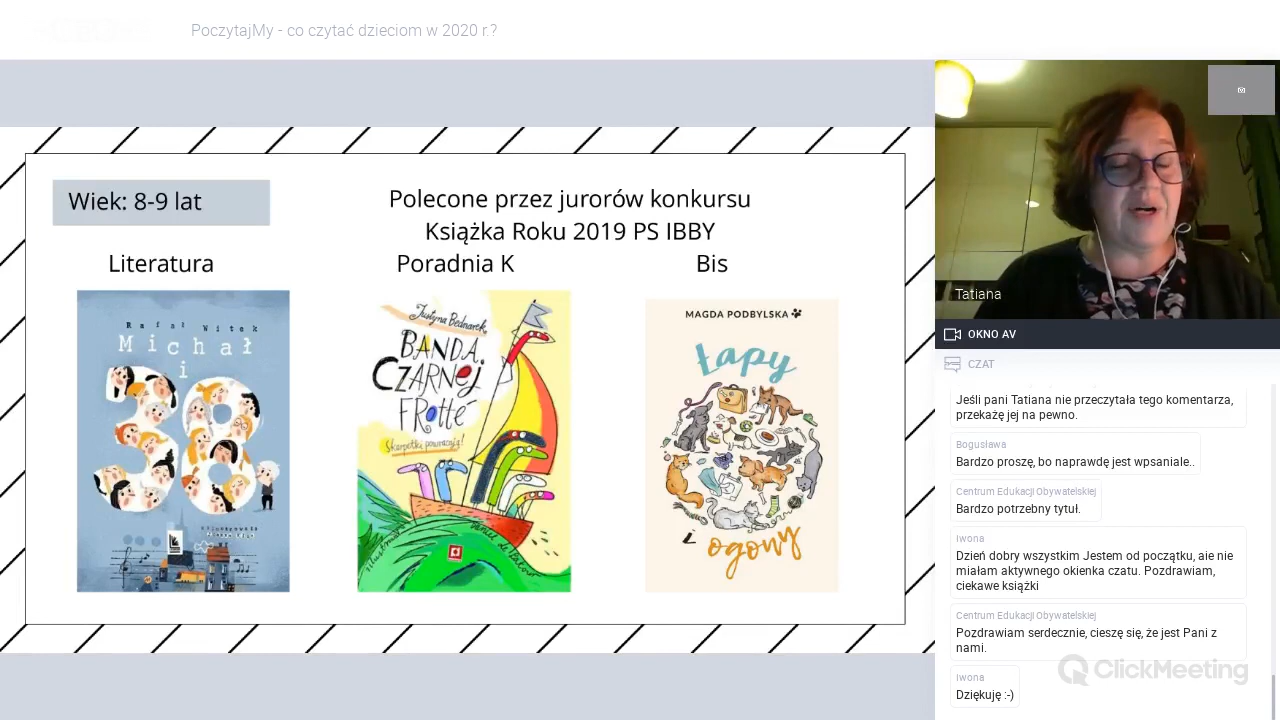 PoczytajMy - co czytać dzieciom w 2020 r.?
Wiek: 8-9 lat
Polecone przez jurorów konkursu
Książka Roku 2019 PS IBBY
Literatura
Poradnia K
Bis
Rafał Witek
Michał
i
38
Justyna Bednarek
BANDA
CZARNEJ
FROTTÉ
Skarpetki powracają!
Daniel de Latour
MAGDA PODBYLSKA
Łapy
i ogony
Tatiana
OKNO AV
CZAT
Jeśli pani Tatiana nie przeczytała tego komentarza,
przekażę jej na pewno.
Bogusława
Bardzo proszę, bo naprawdę jest wpsaniale..
Centrum Edukacji Obywatelskiej
Bardzo potrzebny tytuł.
Iwona
Dzień dobry wszystkim Jestem od początku, aie nie
miałam aktywnego okienka czatu. Pozdrawiam,
ciekawe książki
Centrum Edukacji Obywatelskiej
Pozdrawiam serdecznie, cieszę się, że jest Pani z
nami.
ClickMeeting
Iwona
Dziękuję :-)